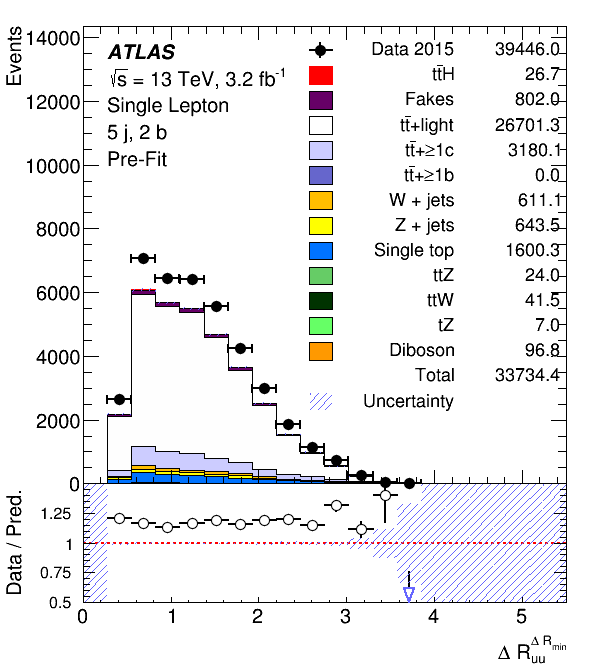 Events
14000
12000
10000
8000
6000
4000
2000
0
ATLAS
√s = 13 TeV, 3.2 fb-1
Single Lepton
5 j, 2 b
Pre-Fit
Data 2015 39446.0
tt̄H 26.7
Fakes 802.0
tt̄+light 26701.3
tt̄+≥1c 3180.1
tt̄+≥1b 0.0
W + jets 611.1
Z + jets 643.5
Single top 1600.3
ttZ 24.0
ttW 41.5
tZ 7.0
Diboson 96.8
Total 33734.4
Uncertainty
Data / Pred.
1.25
1
0.75
0.5
0 1 2 3 4 5
Δ R uu Δ R min